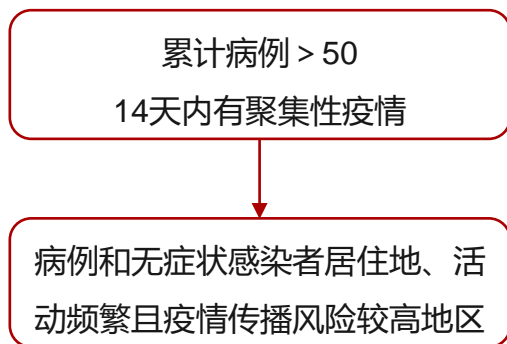 累计病例 > 50
14天内有聚集性疫情
病例和无症状感染者居住地、活
动频繁且疫情传播风险较高地区